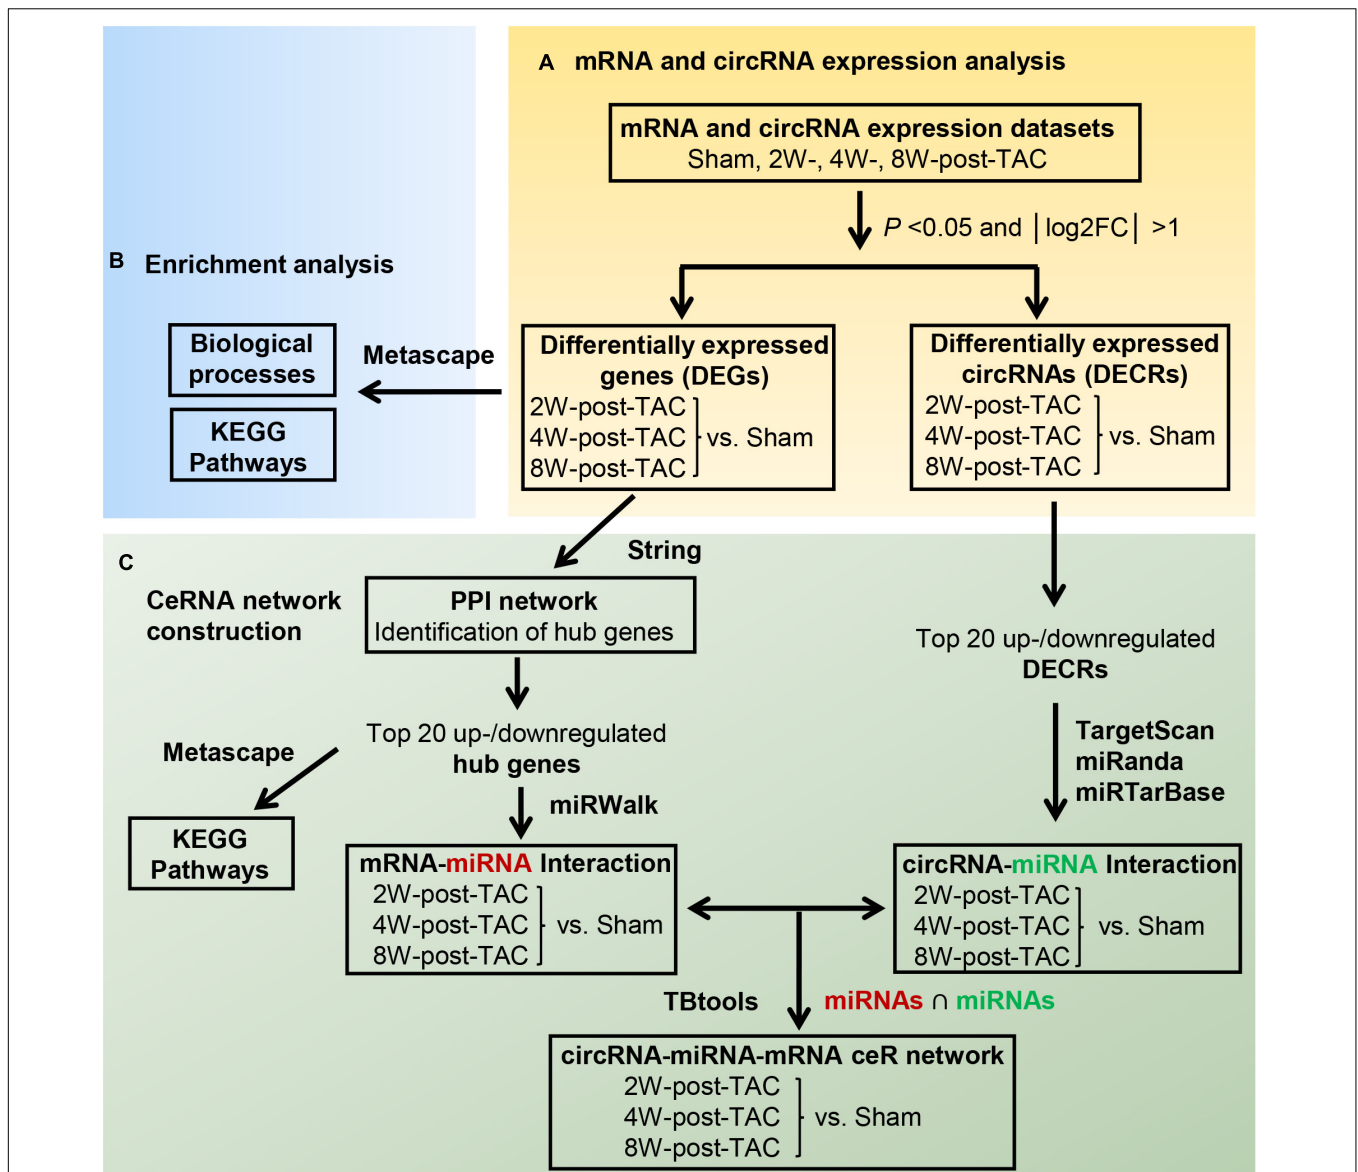 A mRNA and circRNA expression analysis
mRNA and circRNA expression datasets
Sham, 2W-, 4W-, 8W-post-TAC
P <0.05 and │log2FC│ >1
B Enrichment analysis
Biological
processes
KEGG
Pathways
Metascape
Differentially expressed
genes (DEGs)
2W-post-TAC
4W-post-TAC vs. Sham
8W-post-TAC
Differentially expressed
circRNAs (DECRs)
2W-post-TAC
4W-post-TAC vs. Sham
8W-post-TAC
C
CeRNA network
construction
String
PPI network
Identification of hub genes
Top 20 up-/downregulated
hub genes
Metascape
KEGG
Pathways
miRWalk
mRNA-miRNA Interaction
2W-post-TAC
4W-post-TAC vs. Sham
8W-post-TAC
Top 20 up-/downregulated
DECRs
TargetScan
miRanda
miRTarBase
circRNA-miRNA Interaction
2W-post-TAC
4W-post-TAC vs. Sham
8W-post-TAC
TBtools
miRNAs ∩ miRNAs
circRNA-miRNA-mRNA ceR network
2W-post-TAC
4W-post-TAC vs. Sham
8W-post-TAC